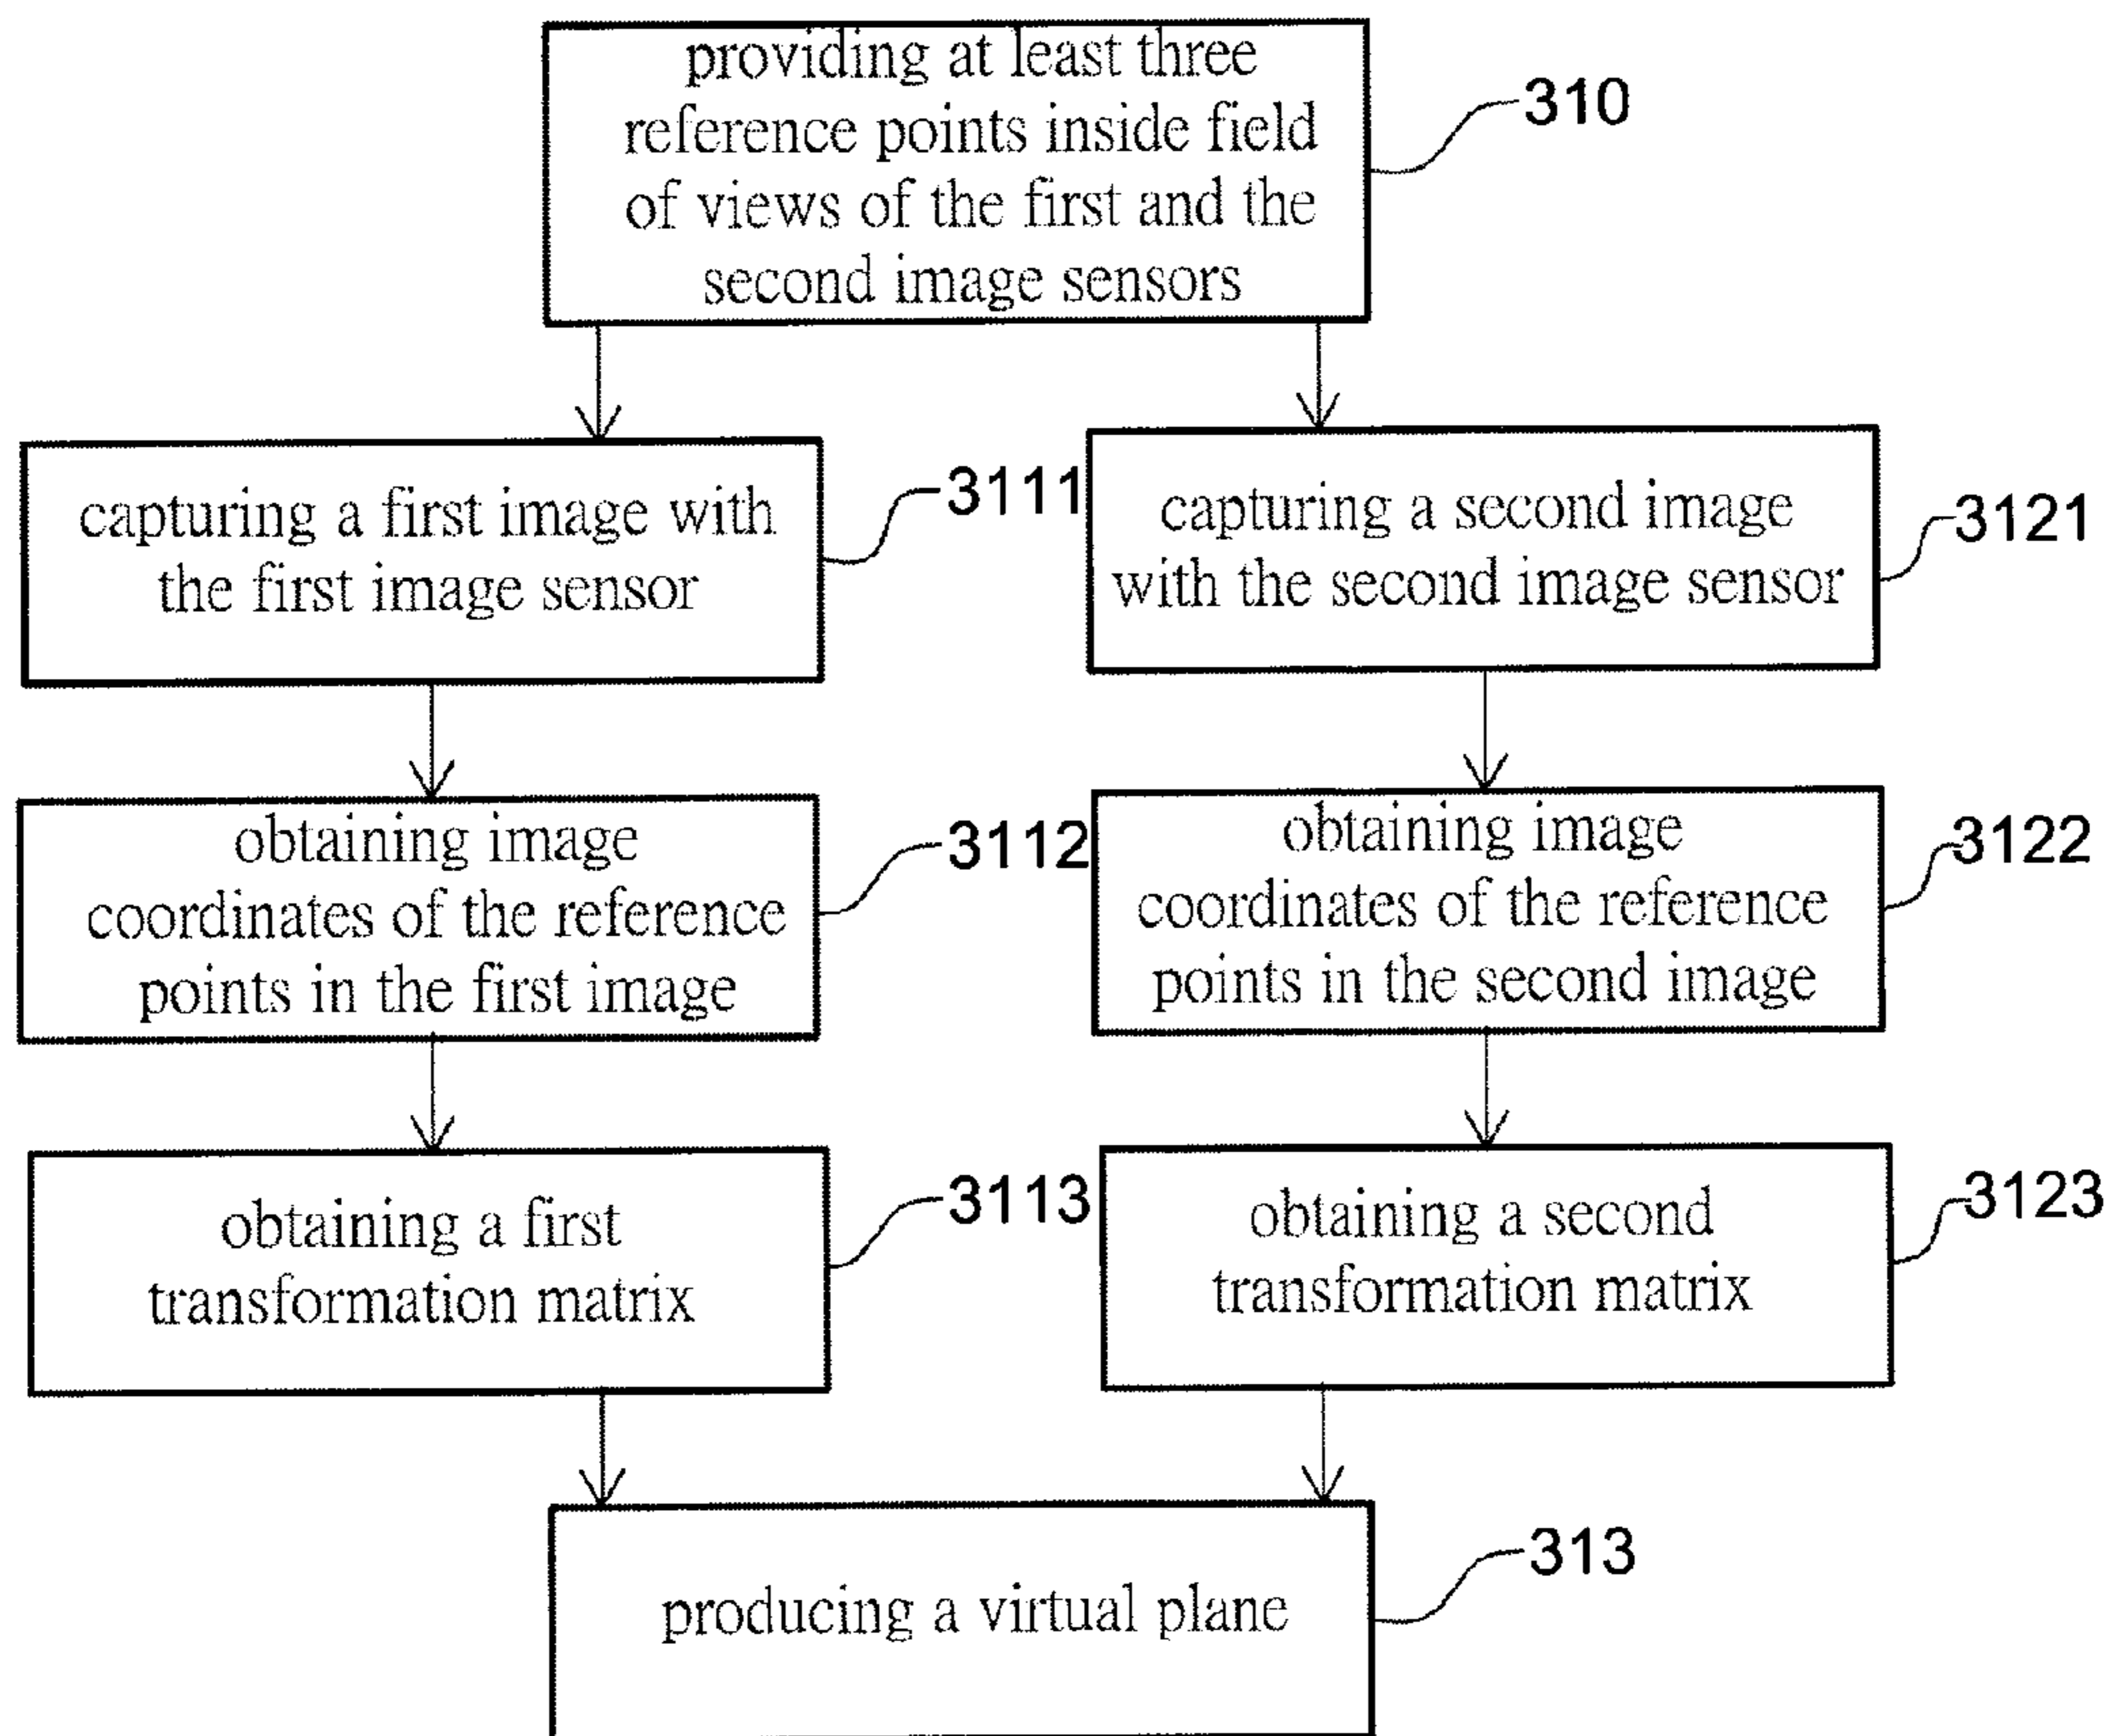 providing at least three
reference points inside field
of views of the first and the
second image sensors
310
capturing a first image with
the first image sensor
3111
capturing a second image
with the second image sensor
3121
obtaining image
coordinates of the reference
points in the first image
3112
obtaining image
coordinates of the reference
points in the second image
3122
obtaining a first
transformation matrix
3113
obtaining a second
transformation matrix
3123
producing a virtual plane
313